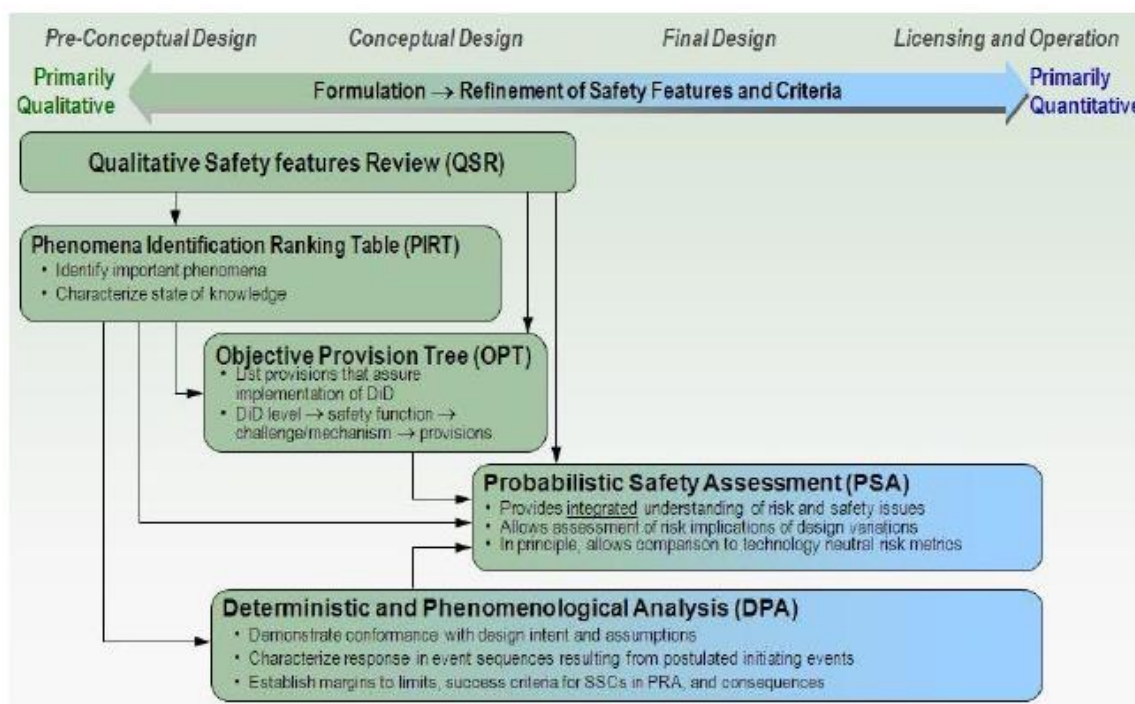 Pre-Conceptual Design Conceptual Design Final Design Licensing and Operation
Primarily
Qualitative
Formulation → Refinement of Safety Features and Criteria
Primarily
Quantitative
Qualitative Safety features Review (QSR)
Phenomena Identification Ranking Table (PIRT)
• Identify important phenomena
• Characterize state of knowledge
Objective Provision Tree (OPT)
• List provisions that assure
implementation of DiD
• DiD level → safety function →
challenge/mechanism → provisions
Probabilistic Safety Assessment (PSA)
• Provides integrated understanding of risk and safety issues
• Allows assessment of risk implications of design variations
• In principle, allows comparison to technology neutral risk metrics
Deterministic and Phenomenological Analysis (DPA)
• Demonstrate conformance with design intent and assumptions
• Characterize response in event sequences resulting from postulated initiating events
• Establish margins to limits, success criteria for SSCs in PRA, and consequences